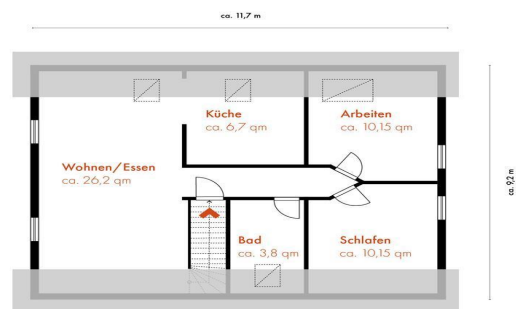 ca. 11,7 m
Küche
ca. 6,7 qm
Arbeiten
ca. 10,15 qm
Wohnen/Essen
ca. 26,2 qm
ca. 9,2 m
Bad
ca. 3,8 qm
Schlafen
ca. 10,15 qm